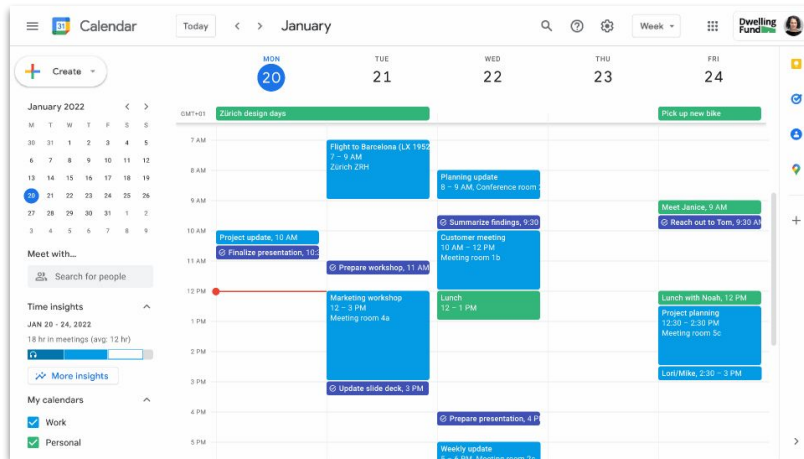 31
Calendar
Today
January
Week
Dwelling
Fund
Create
MON
20
TUE
21
WED
22
THU
23
FRI
24
January 2022
M T W T F S S
30 31 1 2 3 4 5
6 7 8 9 10 11 12
13 14 15 16 17 18 19
20 21 22 23 24 25 26
27 28 29 30 31 1 2
3 4 5 6 7 8 9
Meet with...
Search for people
Time insights
JAN 20 – 24, 2022
18 hr in meetings (avg: 12 hr)
More insights
My calendars
Work
Personal
GMT+01
Zürich design days
Pick up new bike
7 AM
8 AM
9 AM
10 AM
11 AM
12 PM
1 PM
2 PM
3 PM
4 PM
5 PM
Project update, 10 AM
Finalize presentation, 10:
Flight to Barcelona (LX 1952
7 – 9 AM
Zürich ZRH
Prepare workshop, 11 AM
Marketing workshop
12 – 3 PM
Meeting room 4a
Update slide deck, 3 PM
Planning update
8 – 9 AM, Conference room
Summarize findings, 9:30
Customer meeting
10 AM – 12 PM
Meeting room 1b
Lunch
12 – 1 PM
Prepare presentation, 4 P
Weekly update
Meet Janice, 9 AM
Reach out to Tom, 9:30 A
Lunch with Noah, 12 PM
Project planning
12:30 – 2:30 PM
Meeting room 5c
Lori/Mike, 2:30 – 3 PM